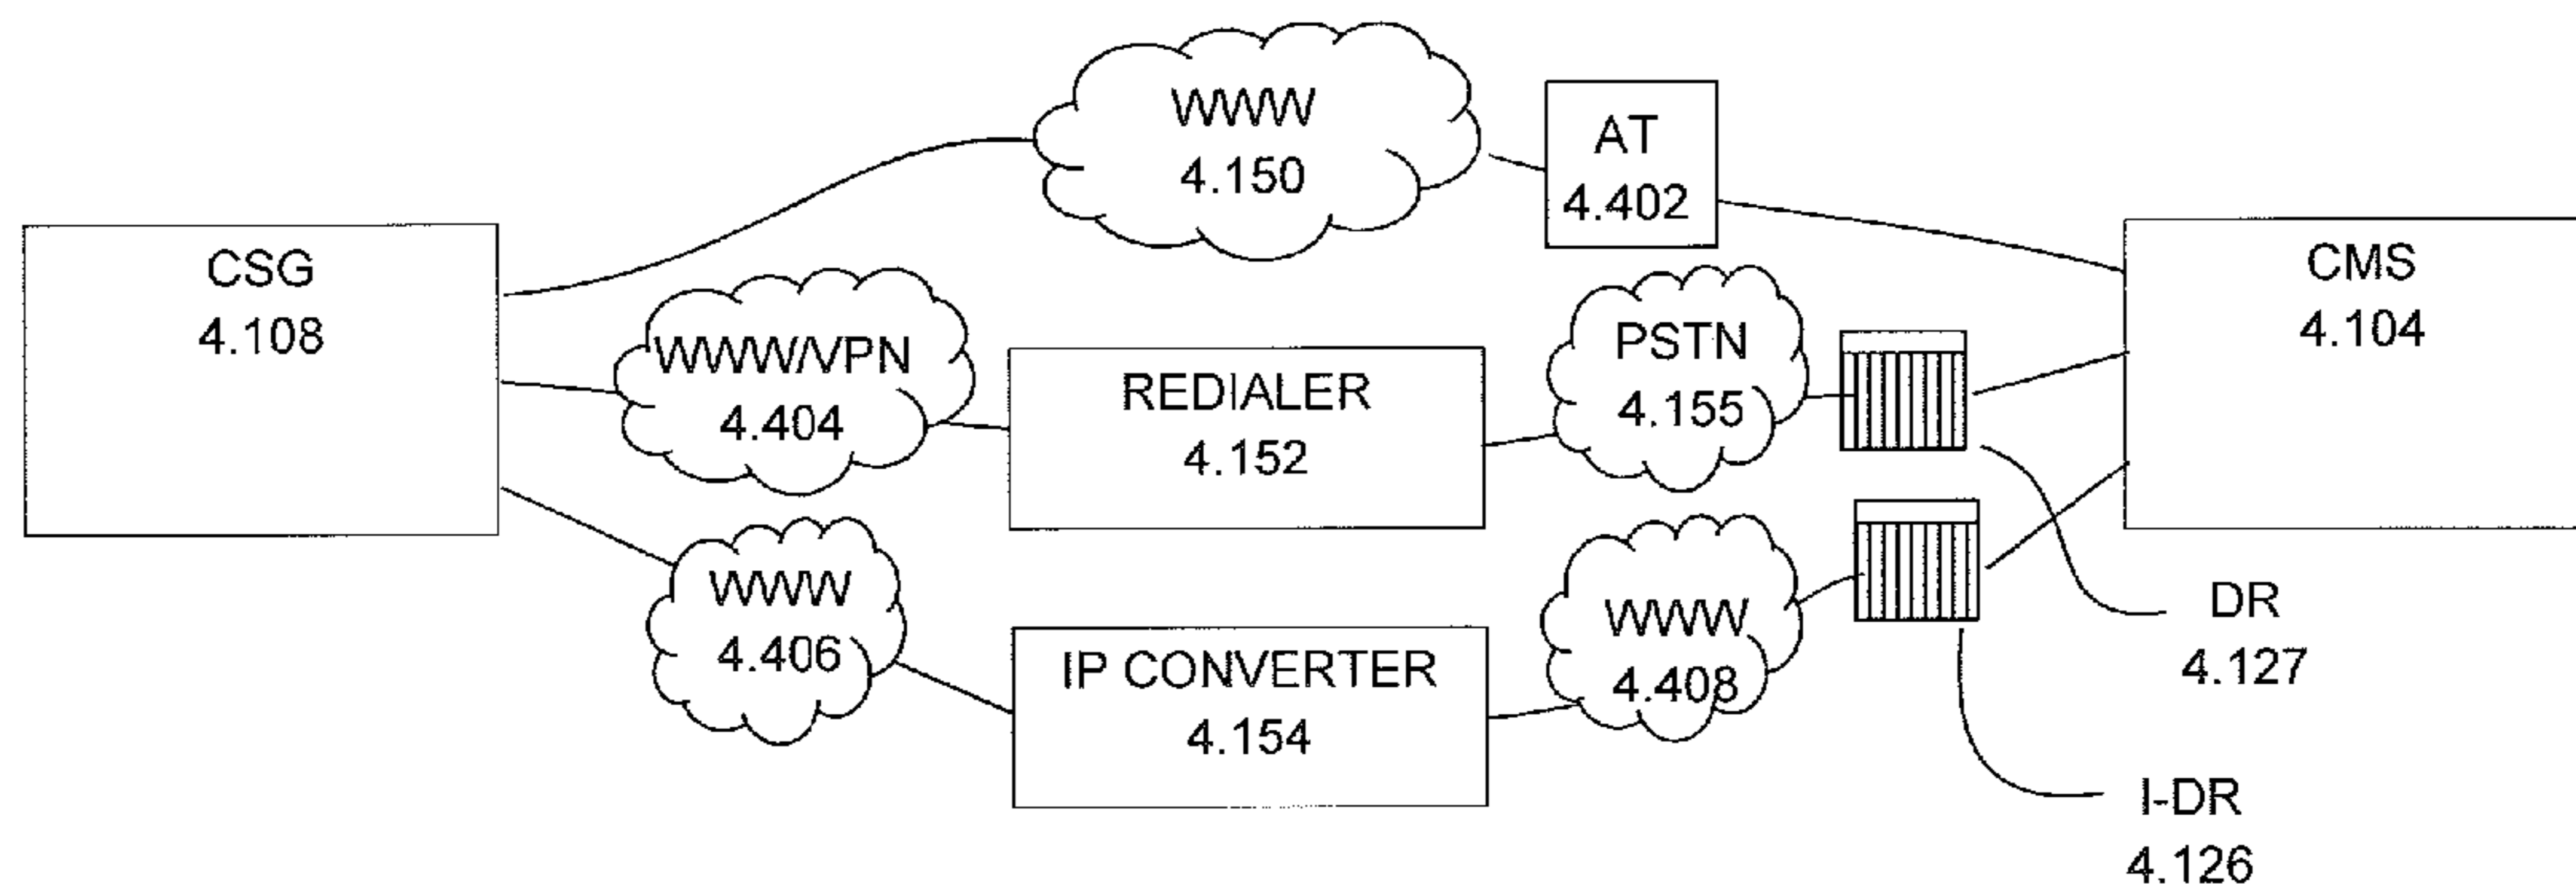 WWW
4.150
AT
4.402
CSG
4.108
CMS
4.104
WWW/VPN
4.404
REDIALER
4.152
PSTN
4.155
WWW
4.406
IP CONVERTER
4.154
WWW
4.408
DR
4.127
I-DR
4.126